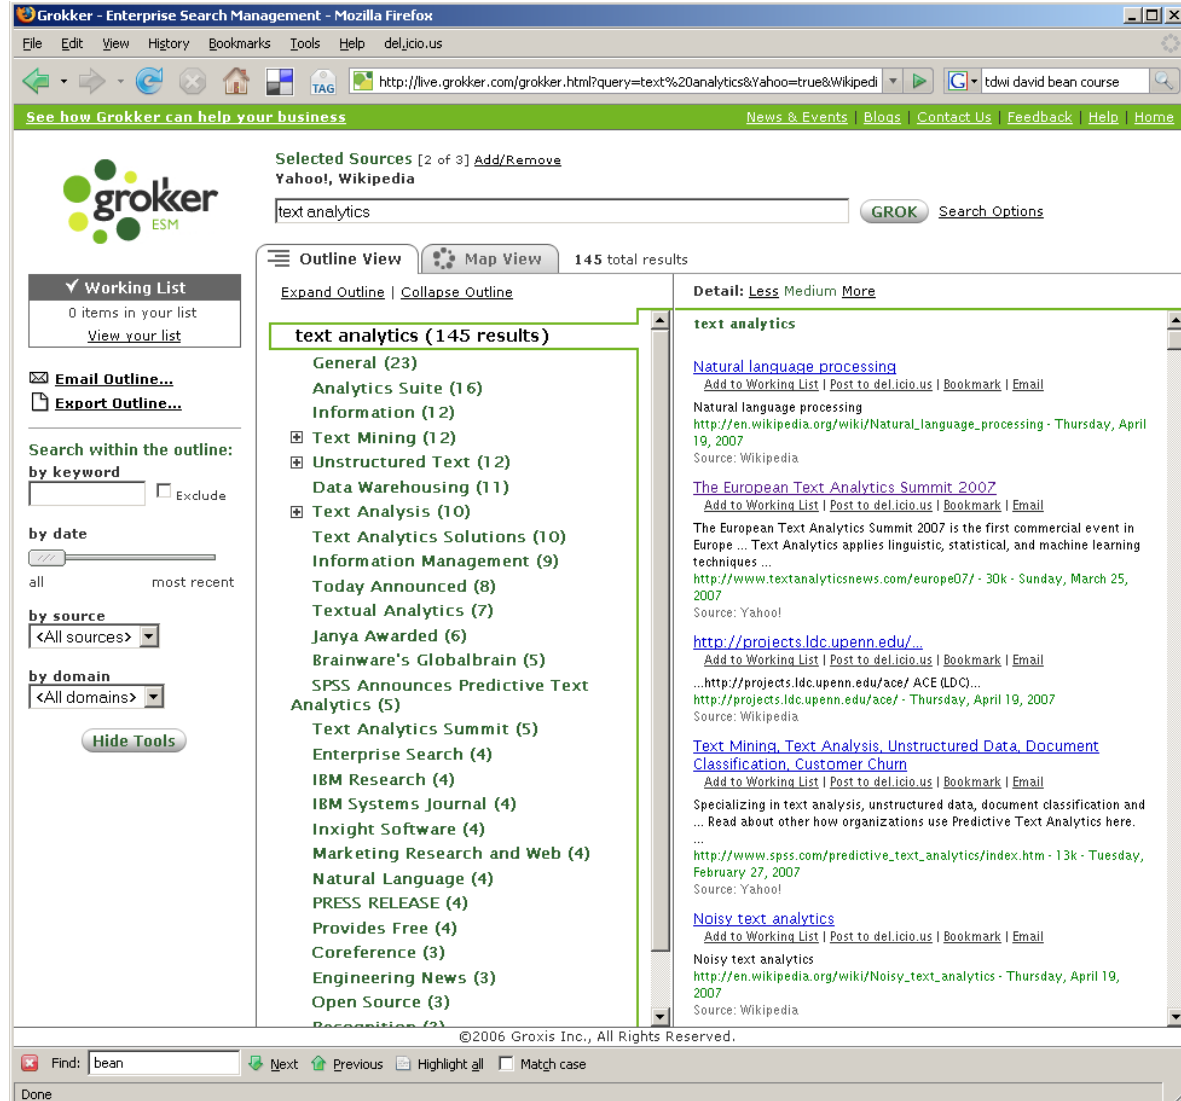 Grokker - Enterprise Search Management - Mozilla Firefox
File Edit View History Bookmarks Tools Help del.icio.us
TAG http://live.grokker.com/grokker.html?query=text%20analytics&Yahoo=true&Wikipedi G tdwi david bean course
See how Grokker can help your business News & Events | Blogs | Contact Us | Feedback | Help | Home
grokker
ESM
Selected Sources [2 of 3] Add/Remove
Yahoo!, Wikipedia
text analytics GROK Search Options
Outline View Map View 145 total results
Working List
0 items in your list
View your list
Email Outline...
Export Outline...
Search within the outline:
by keyword
Exclude
by date
all most recent
by source
<All sources>
by domain
<All domains>
Hide Tools
Expand Outline | Collapse Outline
text analytics (145 results)
General (23)
Analytics Suite (16)
Information (12)
Text Mining (12)
Unstructured Text (12)
Data Warehousing (11)
Text Analysis (10)
Text Analytics Solutions (10)
Information Management (9)
Today Announced (8)
Textual Analytics (7)
Janya Awarded (6)
Brainware's Globalbrain (5)
SPSS Announces Predictive Text
Analytics (5)
Text Analytics Summit (5)
Enterprise Search (4)
IBM Research (4)
IBM Systems Journal (4)
Inxight Software (4)
Marketing Research and Web (4)
Natural Language (4)
PRESS RELEASE (4)
Provides Free (4)
Coreference (3)
Engineering News (3)
Open Source (3)
Detail: Less Medium More
text analytics
Natural language processing
Add to Working List | Post to del.icio.us | Bookmark | Email
Natural language processing
http://en.wikipedia.org/wiki/Natural_language_processing - Thursday, April
19, 2007
Source: Wikipedia
The European Text Analytics Summit 2007
Add to Working List | Post to del.icio.us | Bookmark | Email
The European Text Analytics Summit 2007 is the first commercial event in
Europe ... Text Analytics applies linguistic, statistical, and machine learning
techniques ...
http://www.textanalyticsnews.com/europe07/ - 30k - Sunday, March 25,
2007
Source: Yahoo!
http://projects.ldc.upenn.edu/...
Add to Working List | Post to del.icio.us | Bookmark | Email
...http://projects.ldc.upenn.edu/ace/ ACE (LDC)...
http://projects.ldc.upenn.edu/ace/ - Thursday, April 19, 2007
Source: Wikipedia
Text Mining, Text Analysis, Unstructured Data, Document
Classification, Customer Churn
Add to Working List | Post to del.icio.us | Bookmark | Email
Specializing in text analysis, unstructured data, document classification and
... Read about other how organizations use Predictive Text Analytics here.
...
http://www.spss.com/predictive_text_analytics/index.htm - 13k - Tuesday,
February 27, 2007
Source: Yahoo!
Noisy text analytics
Add to Working List | Post to del.icio.us | Bookmark | Email
Noisy text analytics
http://en.wikipedia.org/wiki/Noisy_text_analytics - Thursday, April 19,
2007
Source: Wikipedia
©2006 Groxis Inc., All Rights Reserved.
Find: bean Next Previous Highlight all Match case
Done